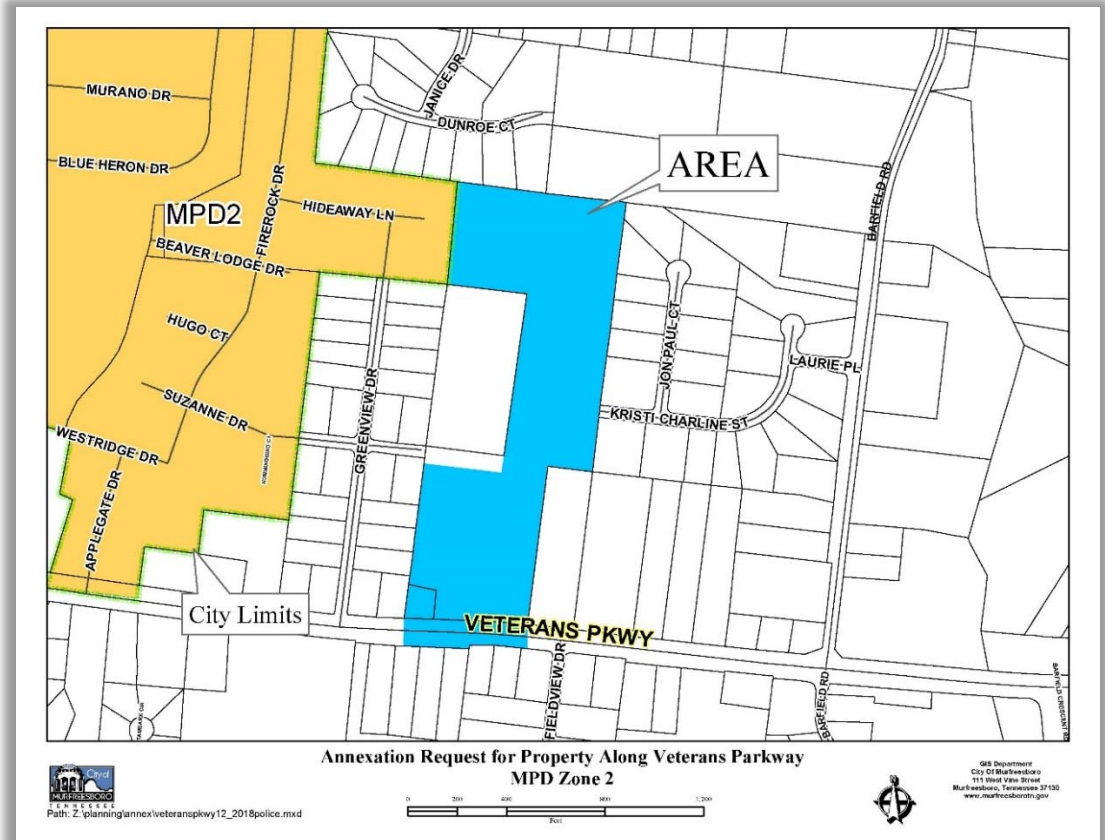 MURANO DR
BLUE HERON DR
MPD2
FIREROCK DR
HIDEAWAY LN
BEAVER LODGE DR
HUGO CT
SUZANNE DR
WESTRIDGE DR
APPLEGATE DR
GREENVIEW DR
City Limits
JANICE DR
DUNROE CT
AREA
BARFIELD RD
JON PAUL CT
LAURIE PL
KRISTI CHARLINE ST
VETERANS PKWY
FIELDVIEW DR
BARFIELD RD
BARFIELD CRESCENT RD
Annexation Request for Property Along Veterans Parkway
MPD Zone 2
City of
MURFREESBORO
TENNESSEE
Path: Z:\planning\annex\veteranspkwy12_2018police.mxd
0 200 400 800 1,200
Feet
GIS Department
City Of Murfreesboro
111 West Vine Street
Murfreesboro, Tennessee 37130
www.murfreesborotn.gov